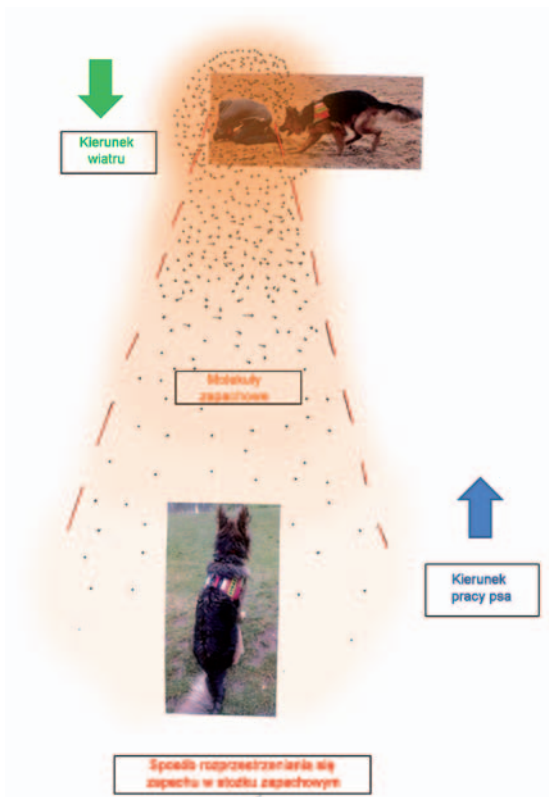 Kierunek
wiatru
Molekuły
zapachowe
Kierunek
pracy psa
Sposób rozprzestrzeniania się
zapachu w stożku zapachowym